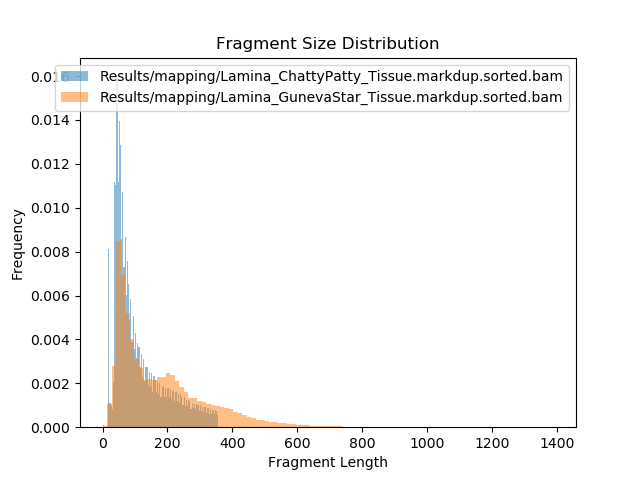 Fragment Size Distribution
Results/mapping/Lamina_ChattyPatty_Tissue.markdup.sorted.bam
Results/mapping/Lamina_GunevaStar_Tissue.markdup.sorted.bam
0.016
0.014
0.012
0.010
0.008
0.006
0.004
0.002
0.000
Frequency
0 200 400 600 800 1000 1200 1400
Fragment Length